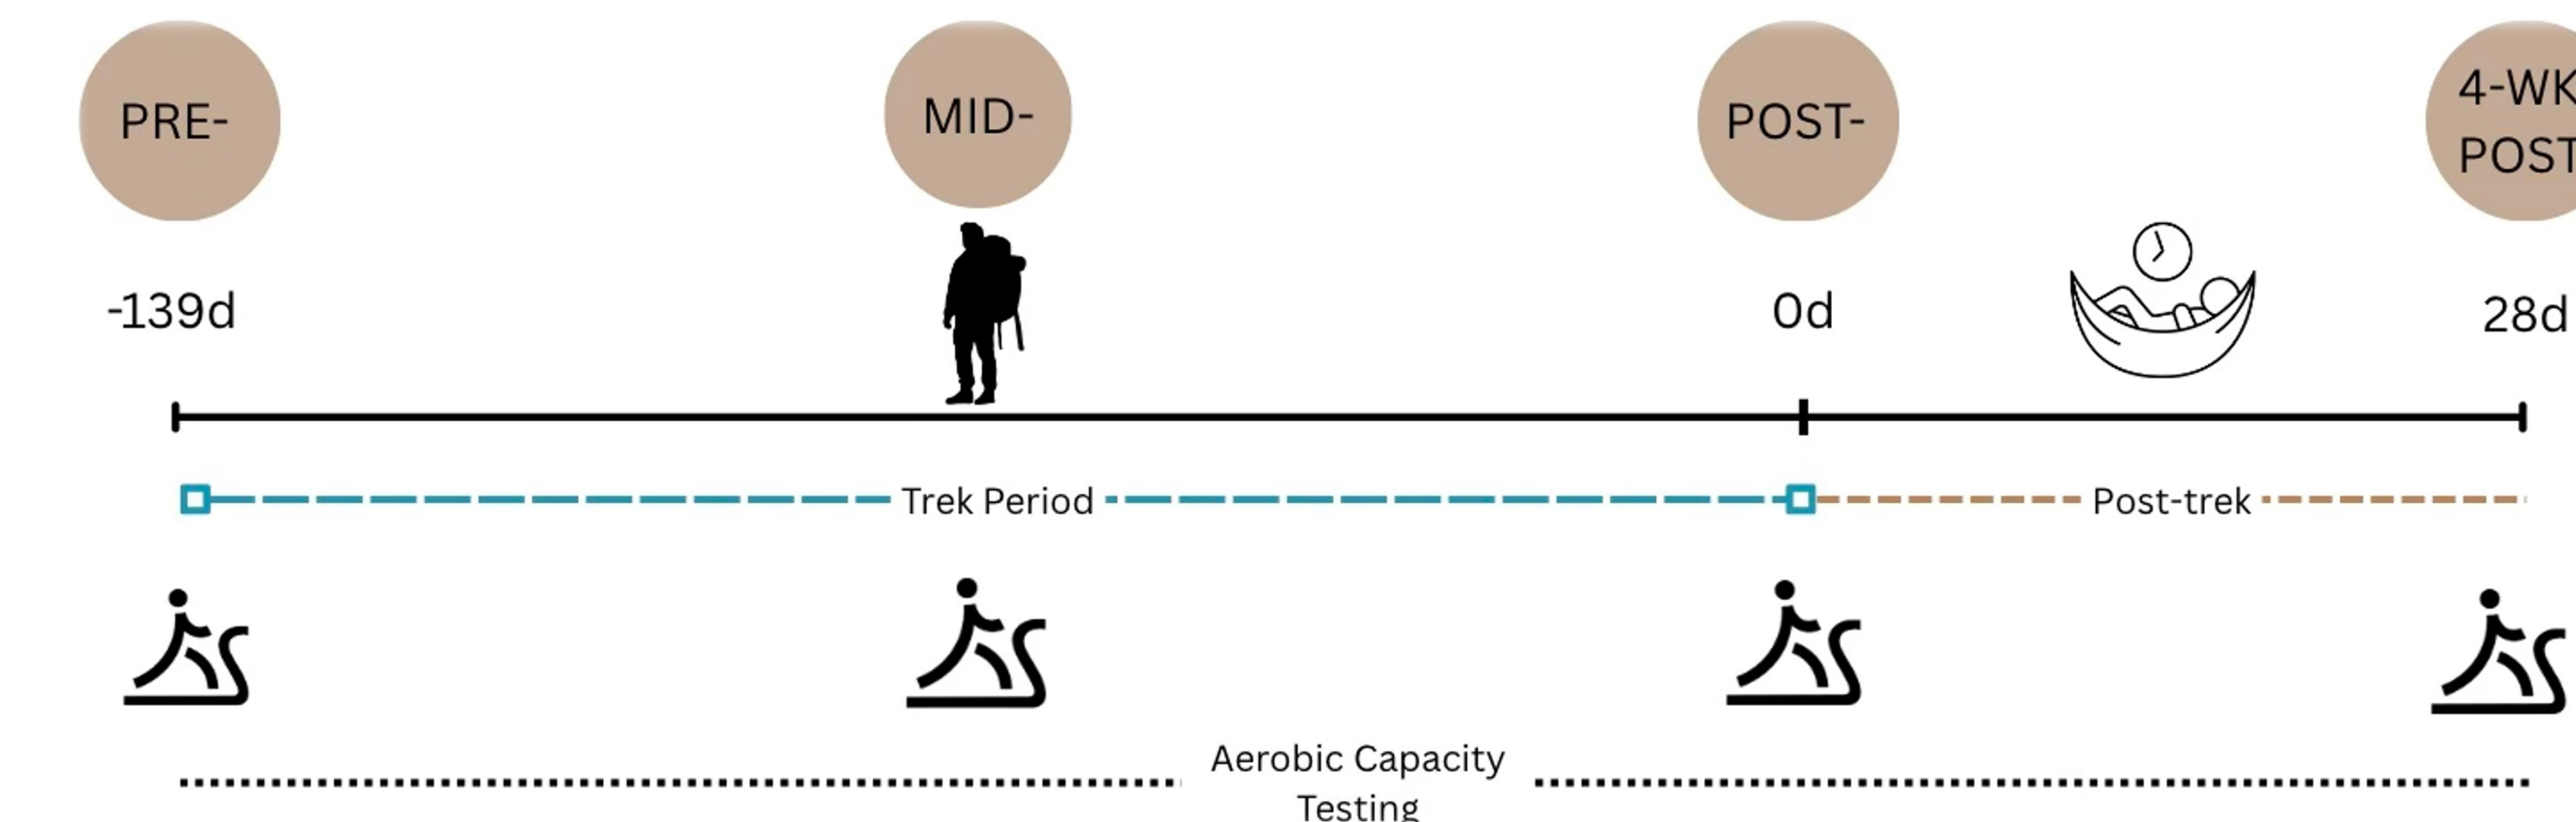 PRE-
MID-
POST-
4-WK
POST
-139d
0d
28d
Trek Period
Post-trek
Aerobic Capacity
Testing